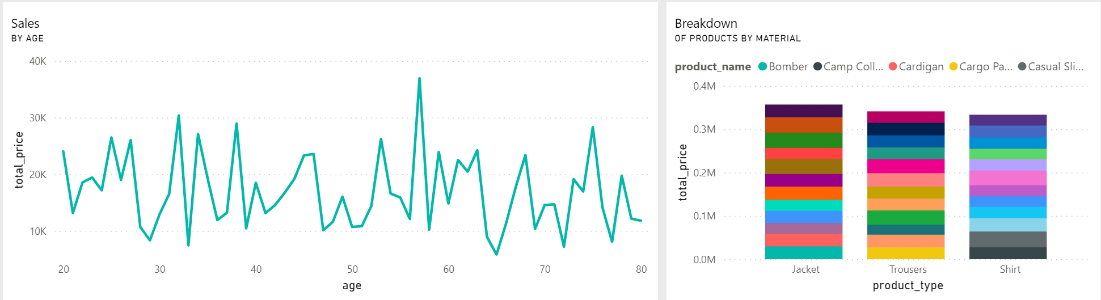 Sales
BY AGE
total_price
40K
30K
20K
10K
20 30 40 50 60 70 80
age
Breakdown
OF PRODUCTS BY MATERIAL
product_name Bomber Camp Coll... Cardigan Cargo Pa... Casual Sli...
total_price
0.4M
0.3M
0.2M
0.1M
0.0M
Jacket Trousers Shirt
product_type